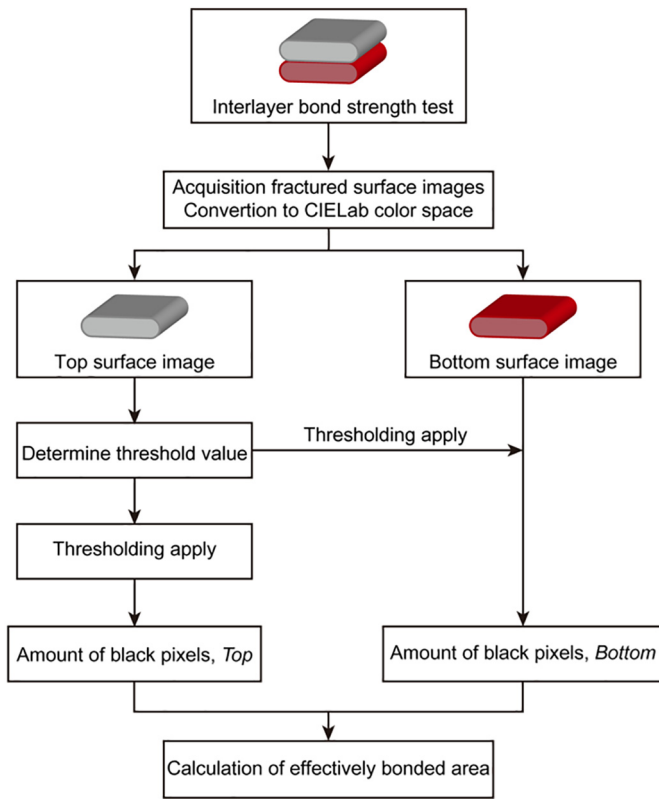 Interlayer bond strength test
Acquisition fractured surface images
Convertion to CIELab color space
Top surface image
Bottom surface image
Determine threshold value
Thresholding apply
Thresholding apply
Amount of black pixels, Top
Amount of black pixels, Bottom
Calculation of effectively bonded area